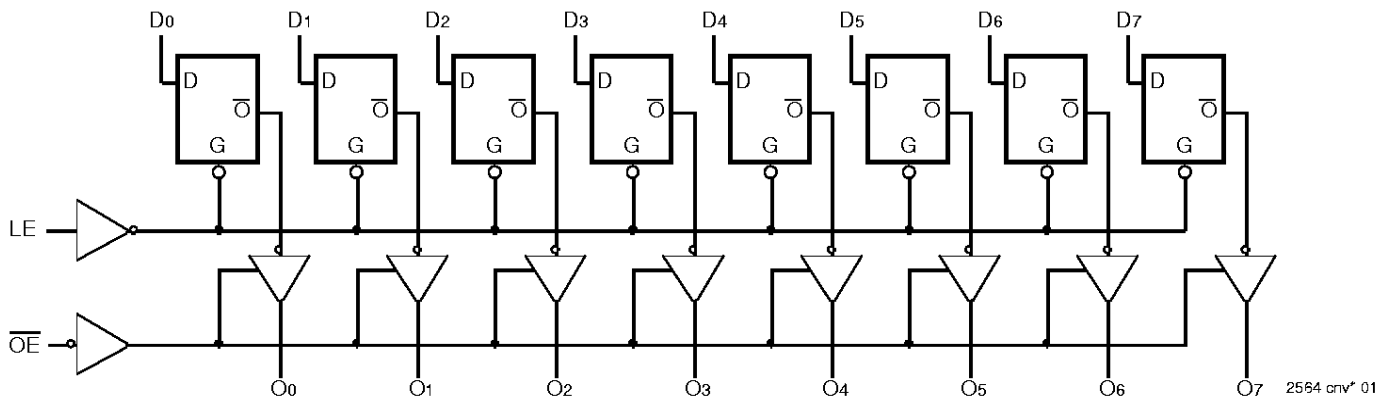 D0 D1 D2 D3 D4 D5 D6 D7
D D D D D D D D
O̅ O̅ O̅ O̅ O̅ O̅ O̅ O̅
G G G G G G G G
LE
O̅E̅
O0 O1 O2 O3 O4 O5 O6 O7 2564 cnv* 01